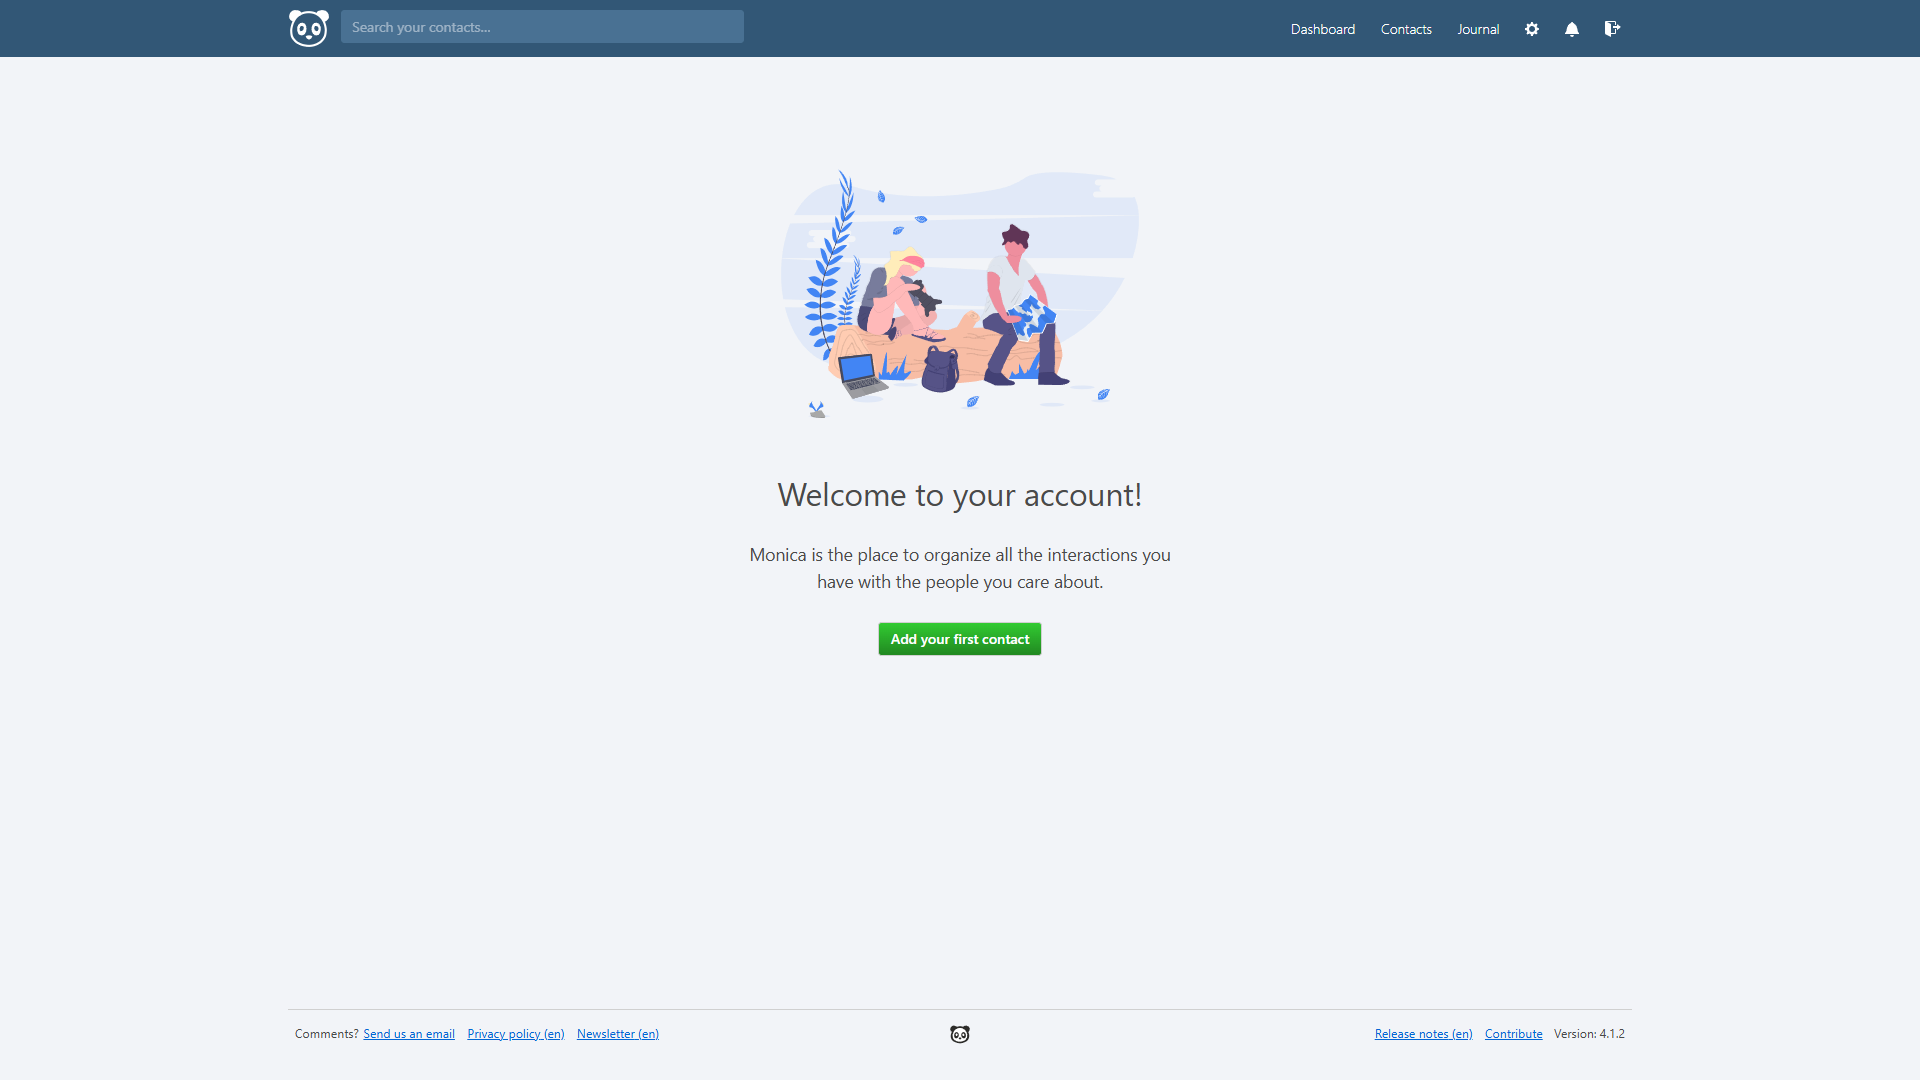 Search your contacts...
Dashboard
Contacts
Journal
Welcome to your account!
Monica is the place to organize all the interactions you
have with the people you care about.
Add your first contact
Comments? Send us an email Privacy policy (en) Newsletter (en)
Release notes (en) Contribute Version: 4.1.2